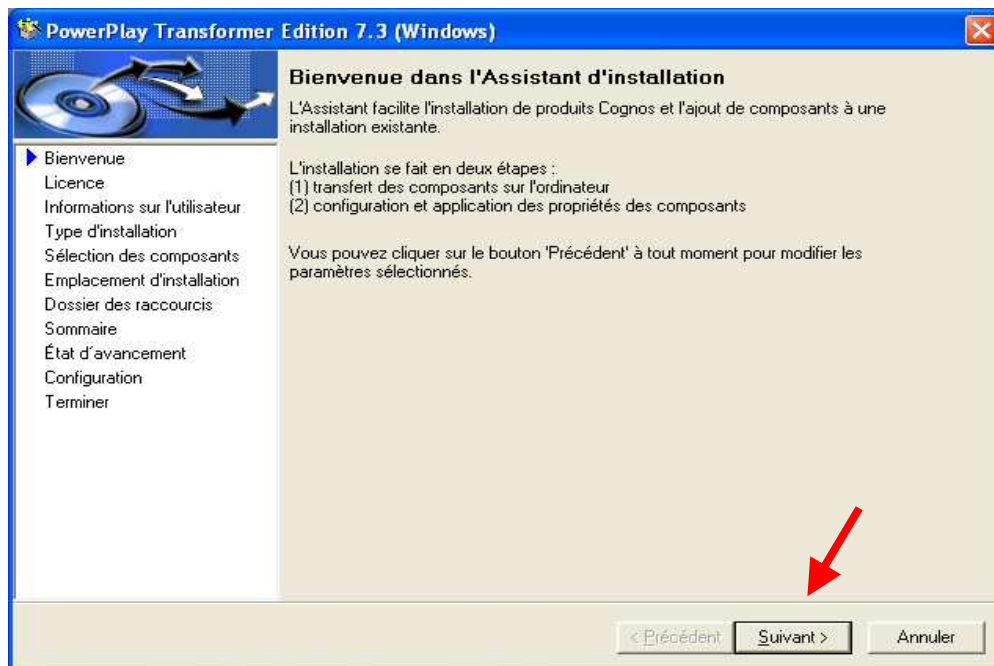 PowerPlay Transformer Edition 7.3 (Windows)
Bienvenue dans l'Assistant d'installation
L'Assistant facilite l'installation de produits Cognos et l'ajout de composants à une
installation existante.
L'installation se fait en deux étapes :
(1) transfert des composants sur l'ordinateur
(2) configuration et application des propriétés des composants
Vous pouvez cliquer sur le bouton 'Précédent' à tout moment pour modifier les
paramètres sélectionnés.
Bienvenue
Licence
Informations sur l'utilisateur
Type d'installation
Sélection des composants
Emplacement d'installation
Dossier des raccourcis
Sommaire
État d´avancement
Configuration
Terminer
< Précédent
Suivant >
Annuler